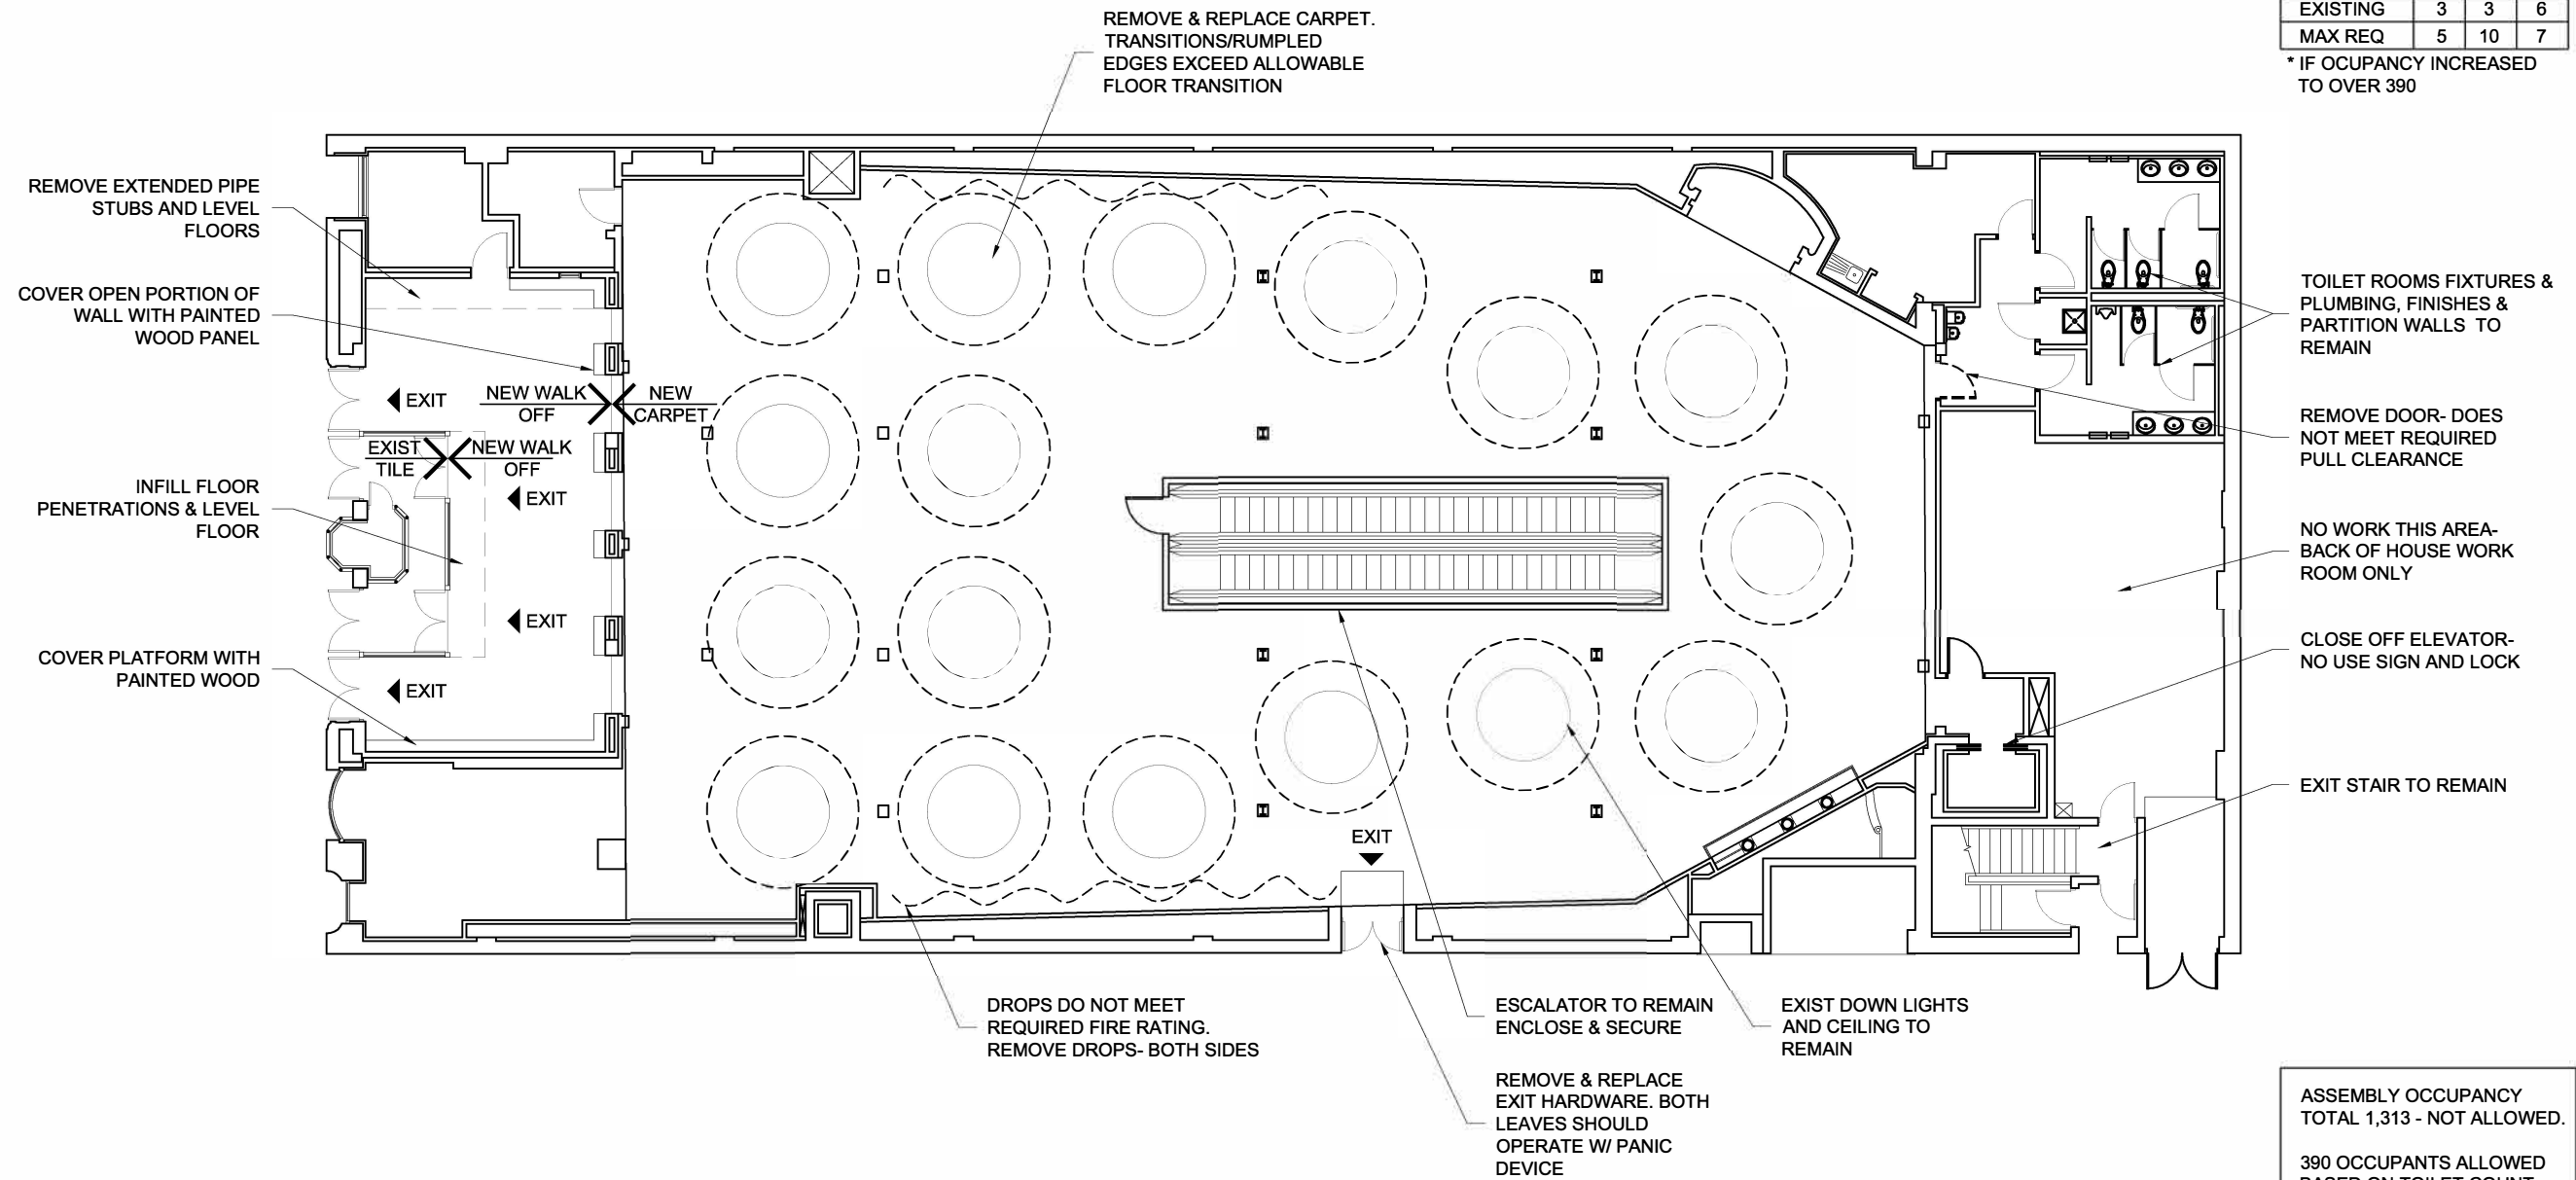 EXISTING 3 3 6
MAX REQ 5 10 7
* IF OCUPANCY INCREASED
TO OVER 390
REMOVE & REPLACE CARPET.
TRANSITIONS/RUMPLED
EDGES EXCEED ALLOWABLE
FLOOR TRANSITION
REMOVE EXTENDED PIPE
STUBS AND LEVEL
FLOORS
COVER OPEN PORTION OF
WALL WITH PAINTED
WOOD PANEL
INFILL FLOOR
PENETRATIONS & LEVEL
FLOOR
COVER PLATFORM WITH
PAINTED WOOD
EXIT
NEW WALK
OFF
NEW
CARPET
EXIST
TILE
NEW WALK
OFF
EXIT
EXIT
EXIT
EXIT
TOILET ROOMS FIXTURES &
PLUMBING, FINISHES &
PARTITION WALLS TO
REMAIN
REMOVE DOOR- DOES
NOT MEET REQUIRED
PULL CLEARANCE
NO WORK THIS AREA-
BACK OF HOUSE WORK
ROOM ONLY
CLOSE OFF ELEVATOR-
NO USE SIGN AND LOCK
EXIT STAIR TO REMAIN
DROPS DO NOT MEET
REQUIRED FIRE RATING.
REMOVE DROPS- BOTH SIDES
ESCALATOR TO REMAIN
ENCLOSE & SECURE
EXIST DOWN LIGHTS
AND CEILING TO
REMAIN
REMOVE & REPLACE
EXIT HARDWARE. BOTH
LEAVES SHOULD
OPERATE W/ PANIC
DEVICE
ASSEMBLY OCCUPANCY
TOTAL 1,313 - NOT ALLOWED.
390 OCCUPANTS ALLOWED
BASED ON TOILET COUNT